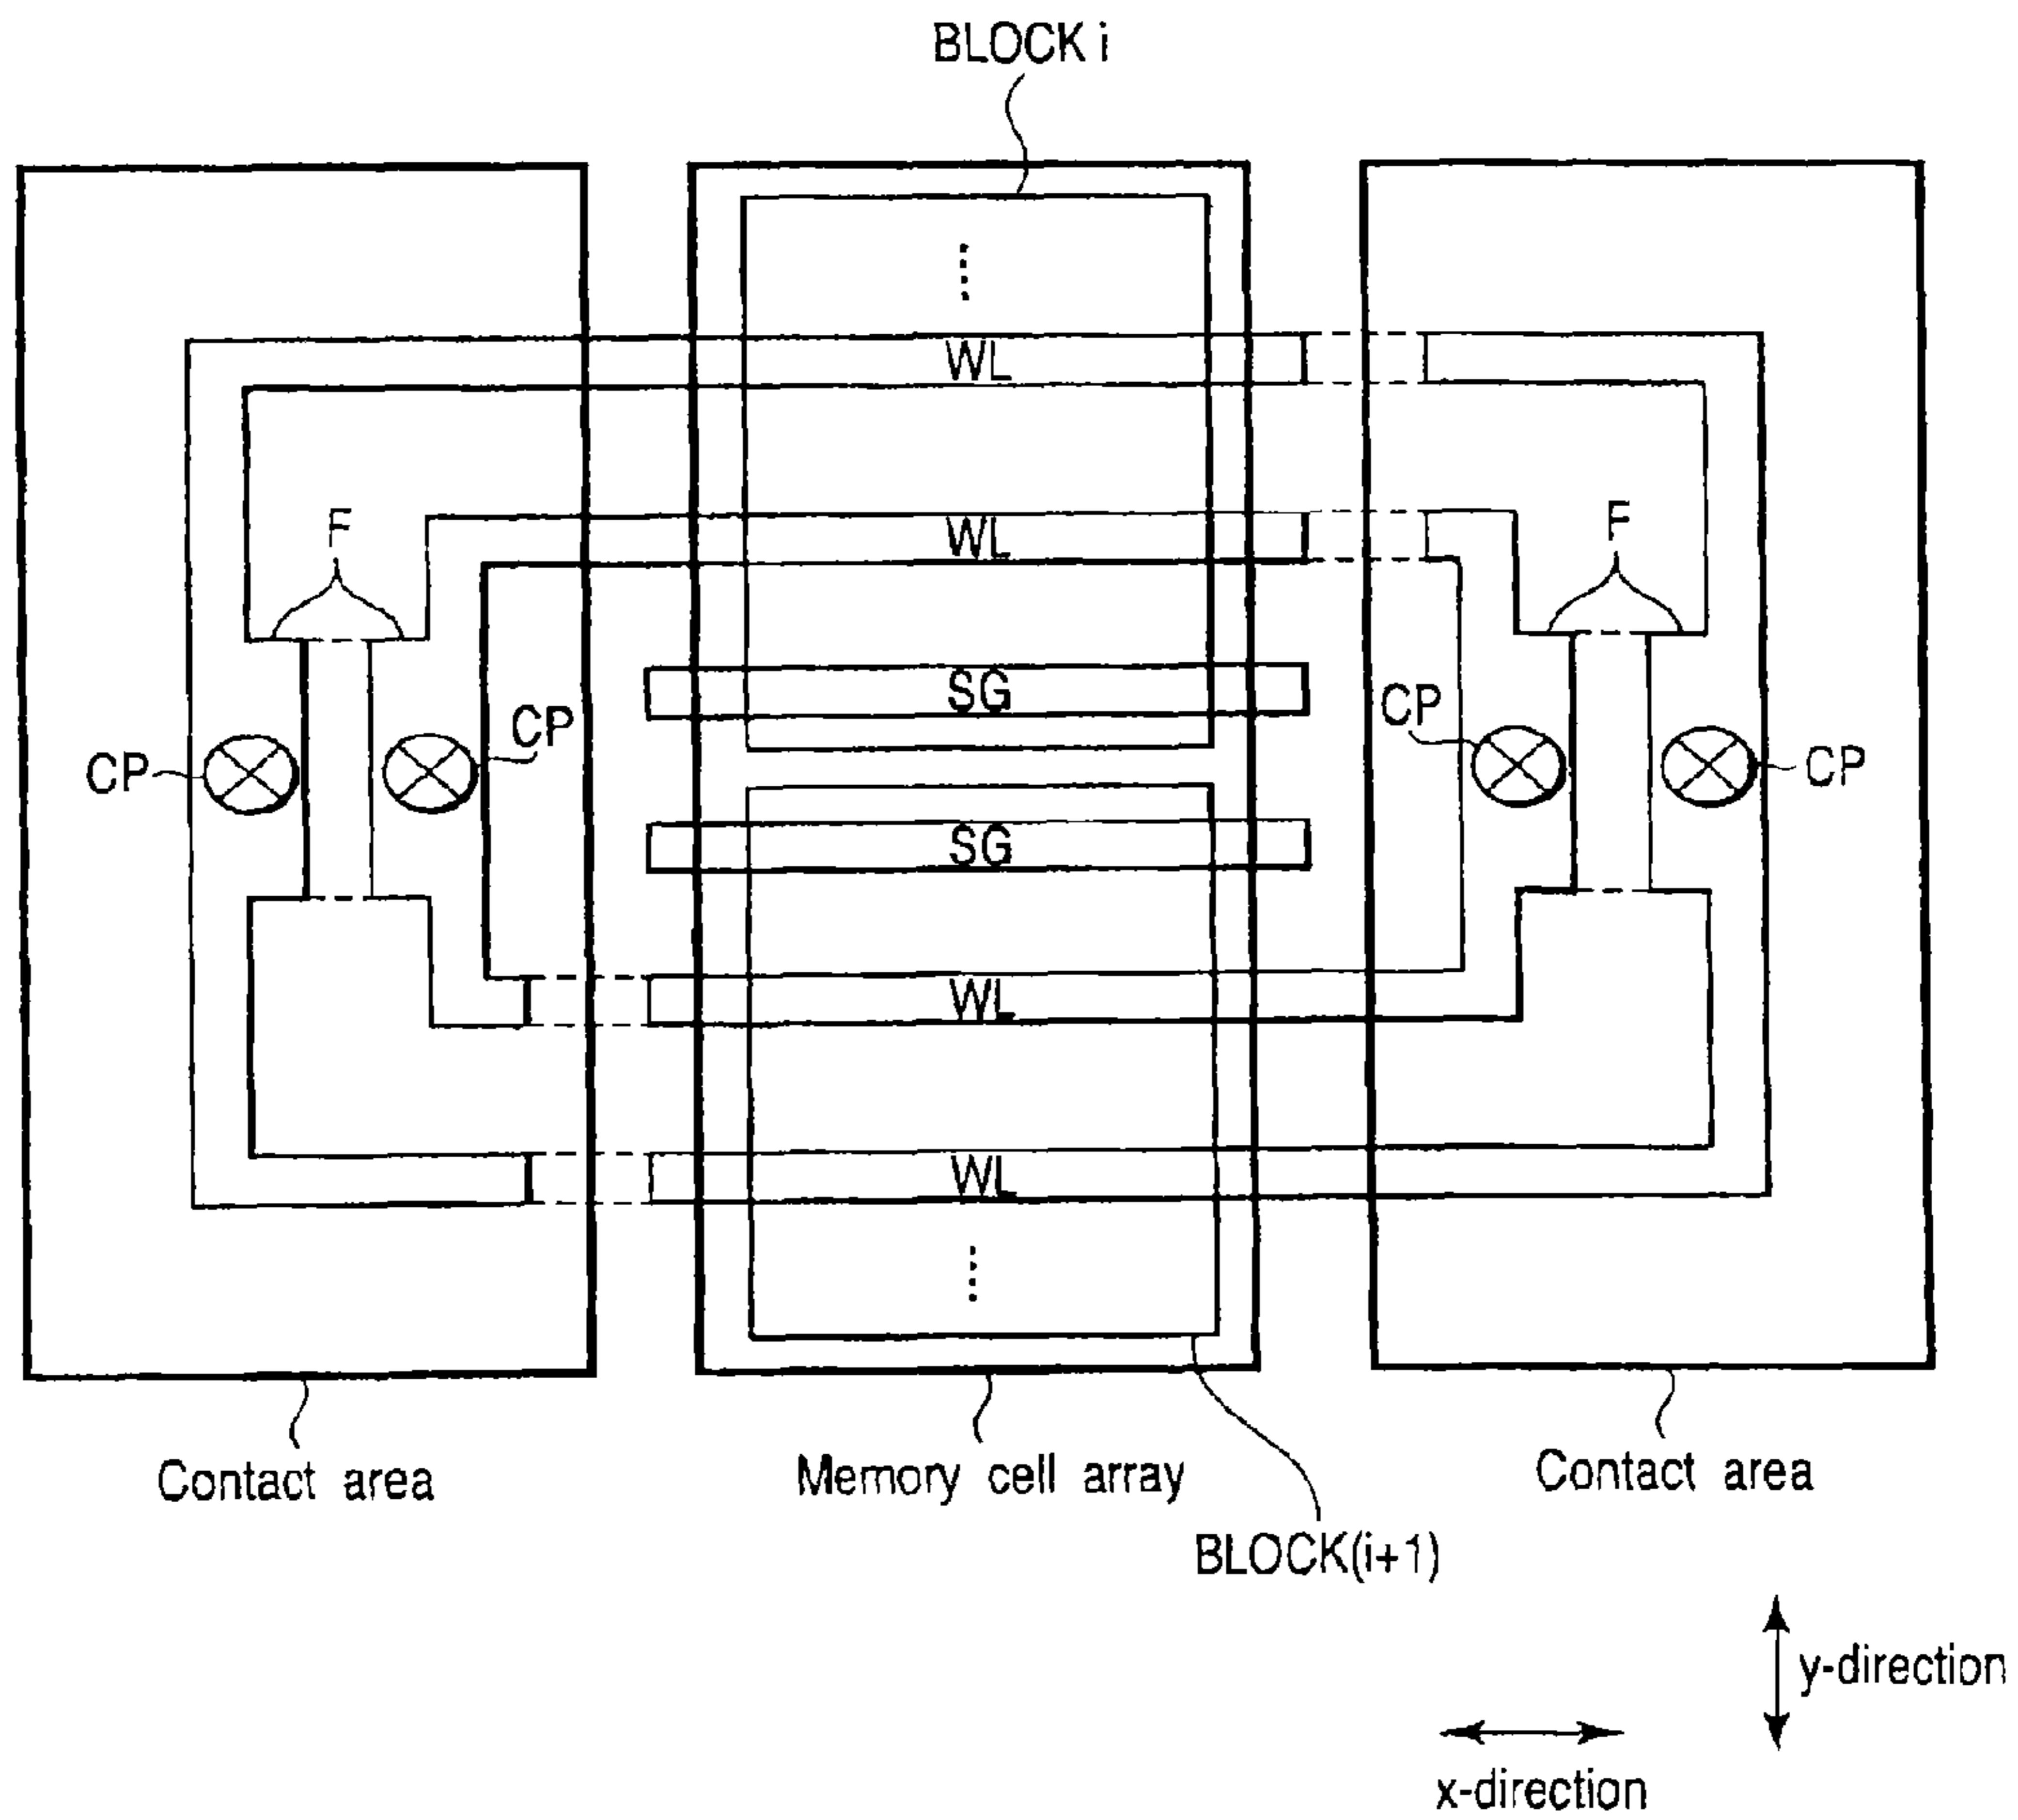 BLOCK i
WL
F
WL
F
SG
CP
CP
CP
CP
SG
WL
WL
Contact area
Memory cell array
Contact area
BLOCK(i+1)
y-direction
x-direction